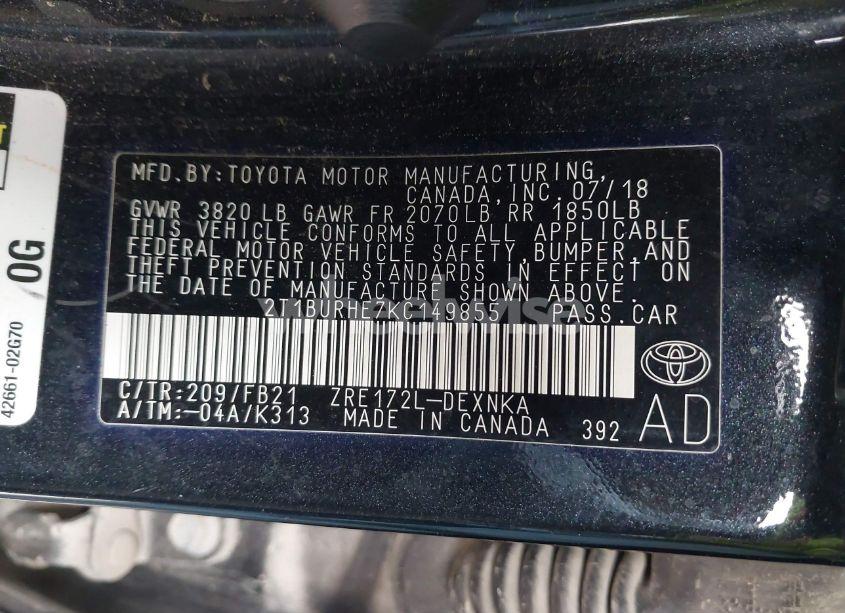 MFD.BY:TOYOTA MOTOR MANUFACTURING,
CANADA,INC. 07/18
GVWR 3820 LB GAWR FR 2070LB RR 1850LB
THIS VEHICLE CONFORMS TO ALL APPLICABLE
FEDERAL MOTOR VEHICLE SAFETY,BUMPER,AND
THEFT PREVENTION STANDARDS IN EFFECT ON
THE DATE OF MANUFACTURE SHOWN ABOVE.
2T1BURHE7KC149855 PASS.CAR
C/TR:209/FB21 ZRE172L-DEXNKA
A/TM:-04A/K313 MADE IN CANADA 392
AD
42661-02G70
0G